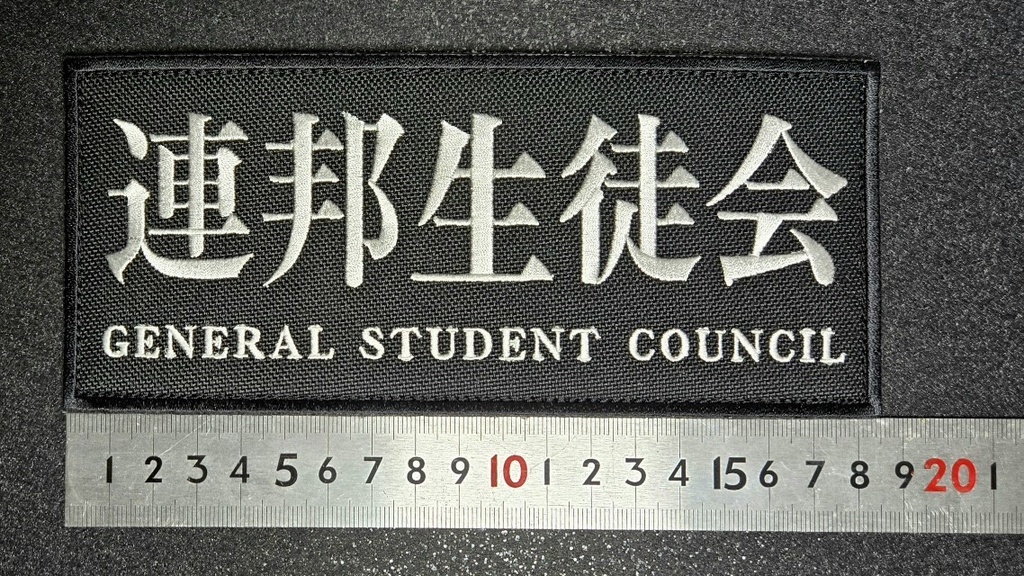 連邦生徒会
GENERAL STUDENT COUNCIL
1 2 3 4 5 6 7 8 9 10 1 2 3 4 15 6 7 8 9 20 1